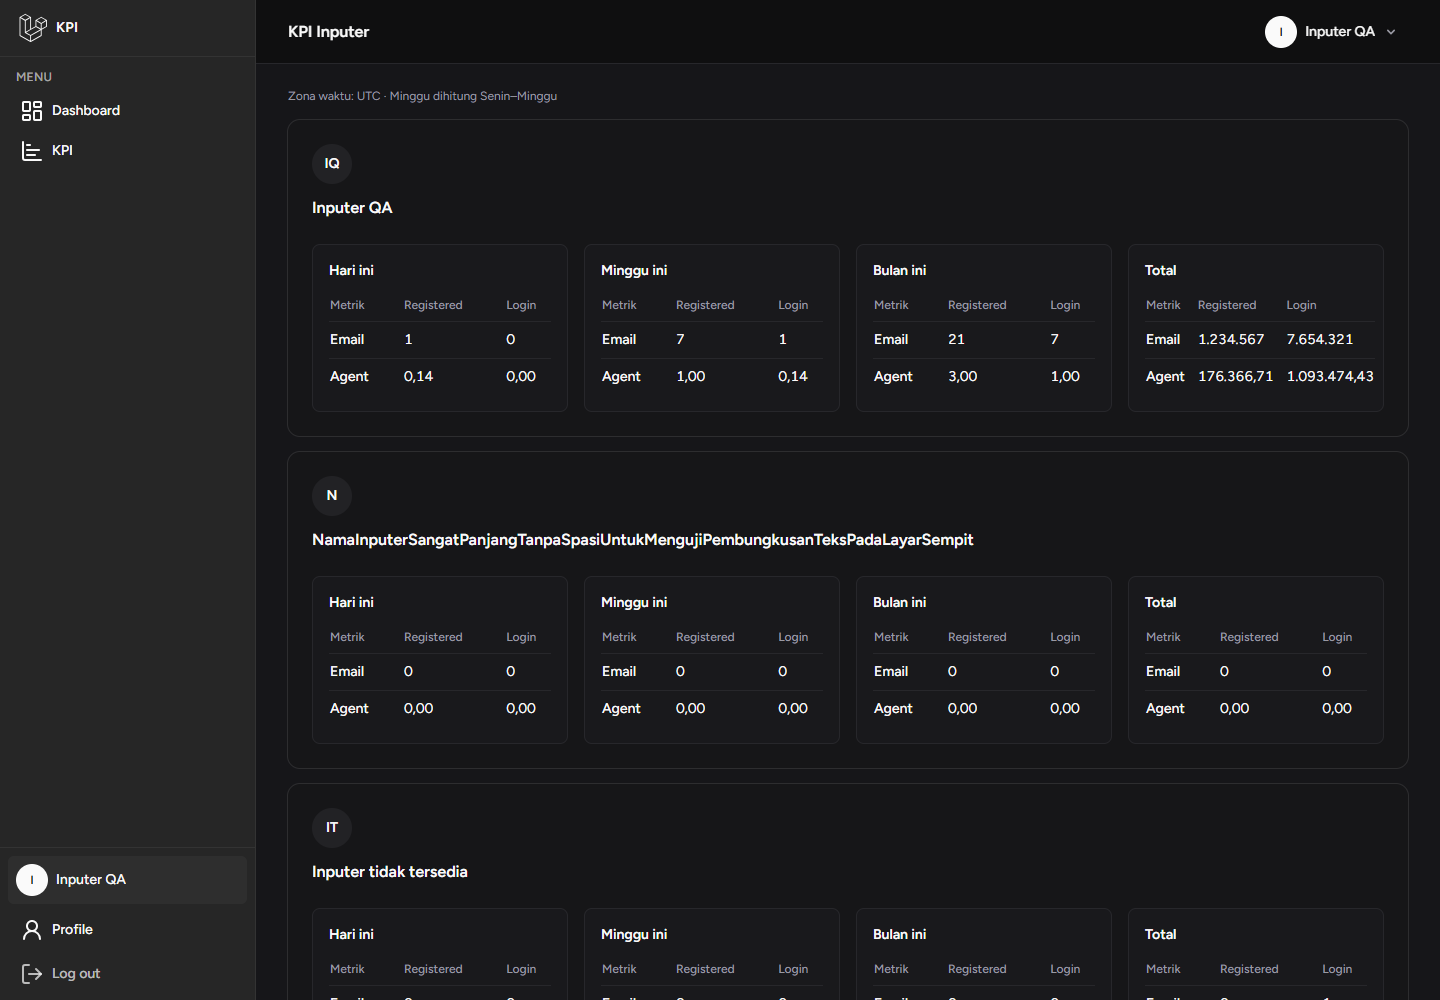 KPI
MENU
Dashboard
KPI
I Inputer QA
Profile
Log out
KPI Inputer
I Inputer QA
Zona waktu: UTC · Minggu dihitung Senin–Minggu
IQ
Inputer QA
Hari ini
Metrik Registered Login
Email 1 0
Agent 0,14 0,00
Minggu ini
Metrik Registered Login
Email 7 1
Agent 1,00 0,14
Bulan ini
Metrik Registered Login
Email 21 7
Agent 3,00 1,00
Total
Metrik Registered Login
Email 1.234.567 7.654.321
Agent 176.366,71 1.093.474,43
N
NamaInputerSangatPanjangTanpaSpasiUntukMengujiPembungkusanTeksPadaLayarSempit
Hari ini
Metrik Registered Login
Email 0 0
Agent 0,00 0,00
Minggu ini
Metrik Registered Login
Email 0 0
Agent 0,00 0,00
Bulan ini
Metrik Registered Login
Email 0 0
Agent 0,00 0,00
Total
Metrik Registered Login
Email 0 0
Agent 0,00 0,00
IT
Inputer tidak tersedia
Hari ini
Metrik Registered Login
Minggu ini
Metrik Registered Login
Bulan ini
Metrik Registered Login
Total
Metrik Registered Login